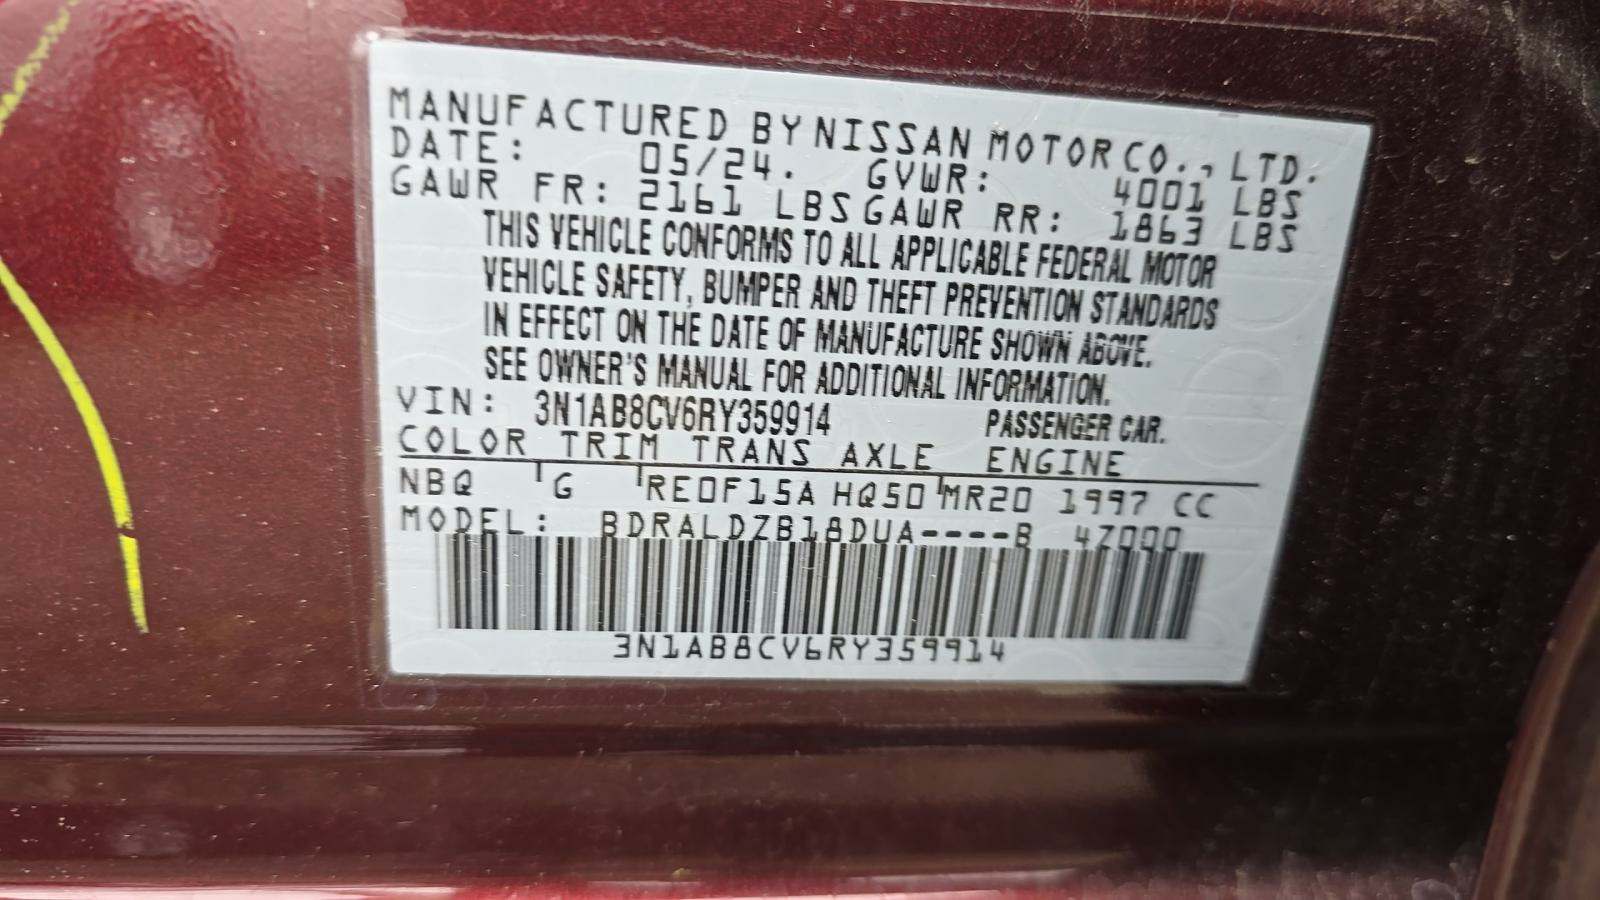 MANUFACTURED BY NISSAN MOTOR CO., LTD.
DATE: 05/24. GVWR: 4001 LBS
GAWR FR: 2161 LBS GAWR RR: 1863 LBS
THIS VEHICLE CONFORMS TO ALL APPLICABLE FEDERAL MOTOR
VEHICLE SAFETY, BUMPER AND THEFT PREVENTION STANDARDS
IN EFFECT ON THE DATE OF MANUFACTURE SHOWN ABOVE.
SEE OWNER'S MANUAL FOR ADDITIONAL INFORMATION.
VIN: 3N1AB8CV6RY359914 PASSENGER CAR.
COLOR TRIM TRANS AXLE ENGINE
NBQ G RE0F15A HQ50 MR20 1997 CC
MODEL: BDRALDZB18DUA----B 4Z000
3N1AB8CV6RY359914